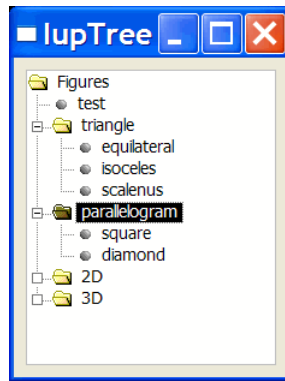 IupTree
Figures
test
triangle
equilateral
isoceles
scalenus
parallelogram
square
diamond
2D
3D